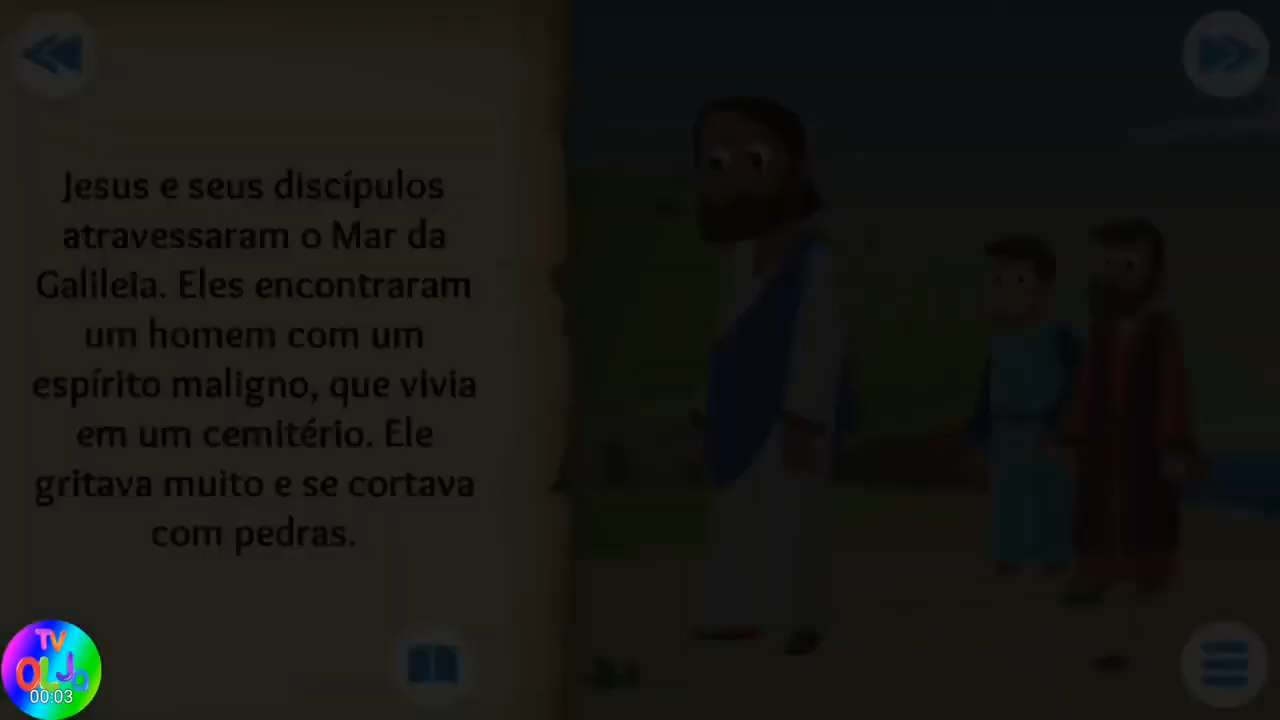 Jesus e seus discípulos
atravessaram o Mar da
Galileia. Eles encontraram
um homem com um
espírito maligno, que vivia
em um cemitério. Ele
gritava muito e se cortava
com pedras.
TV
00:03